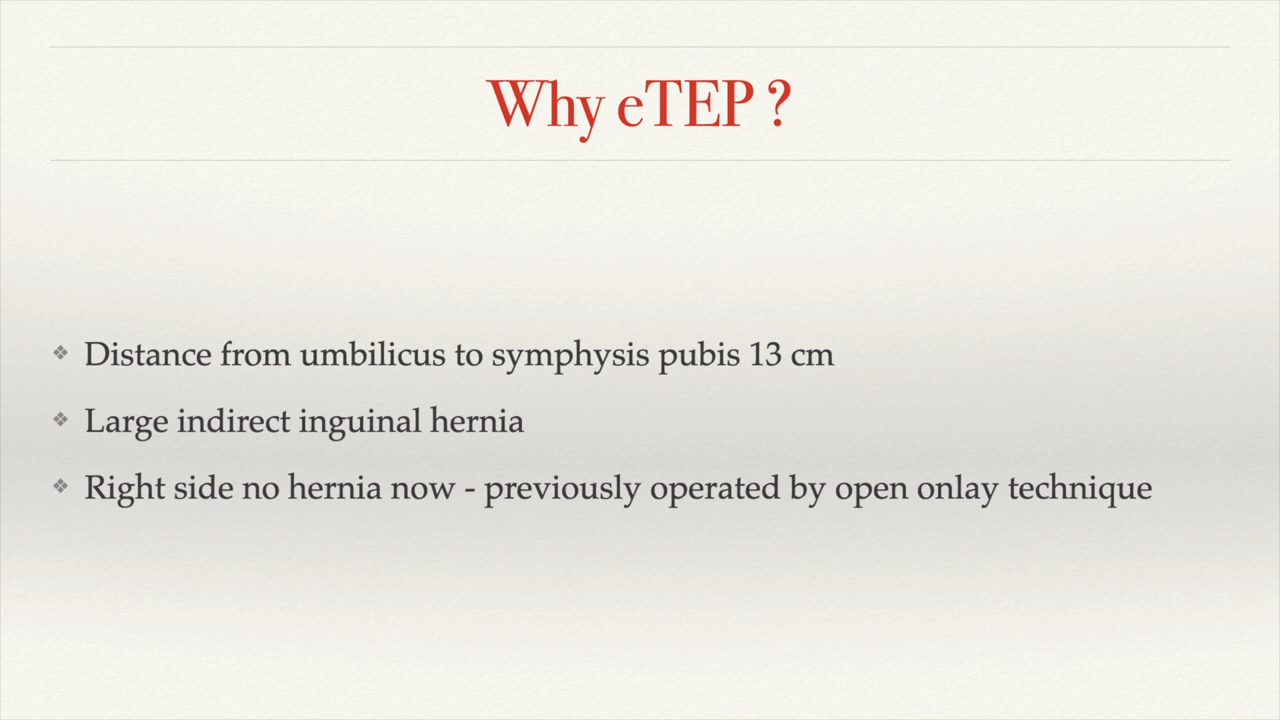 Why eTEP ?
❖ Distance from umbilicus to symphysis pubis 13 cm
❖ Large indirect inguinal hernia
❖ Right side no hernia now - previously operated by open onlay technique